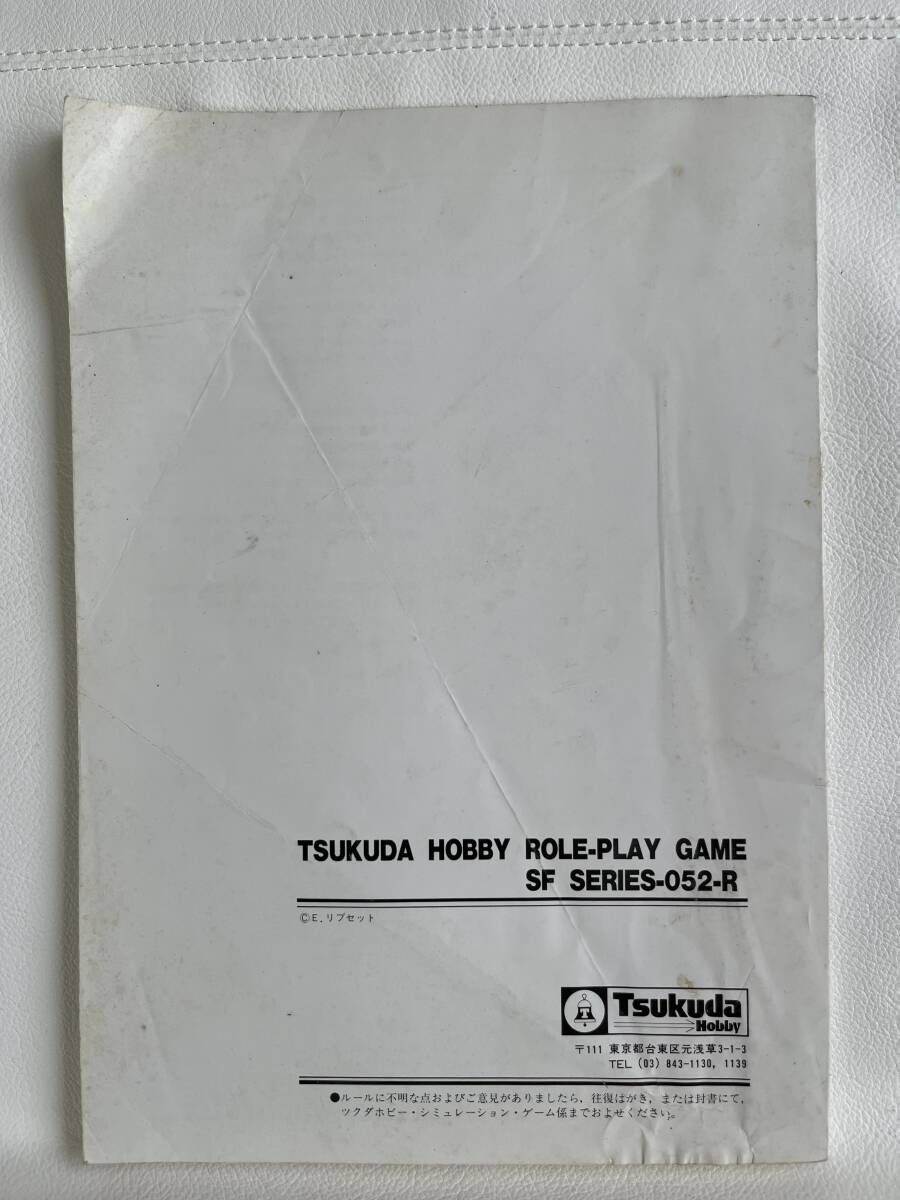 TSUKUDA HOBBY ROLE-PLAY GAME
SF SERIES-052-R
©E.リプセット
T
Tsukuda
Hobby
〒111 東京都台東区元浅草3-1-3
TEL (03) 843-1130, 1139
●ルールに不明な点およびご意見がありましたら，往復はがき，または封書にて，
ツクダホビー・シミュレーション・ゲーム係までおよせください。